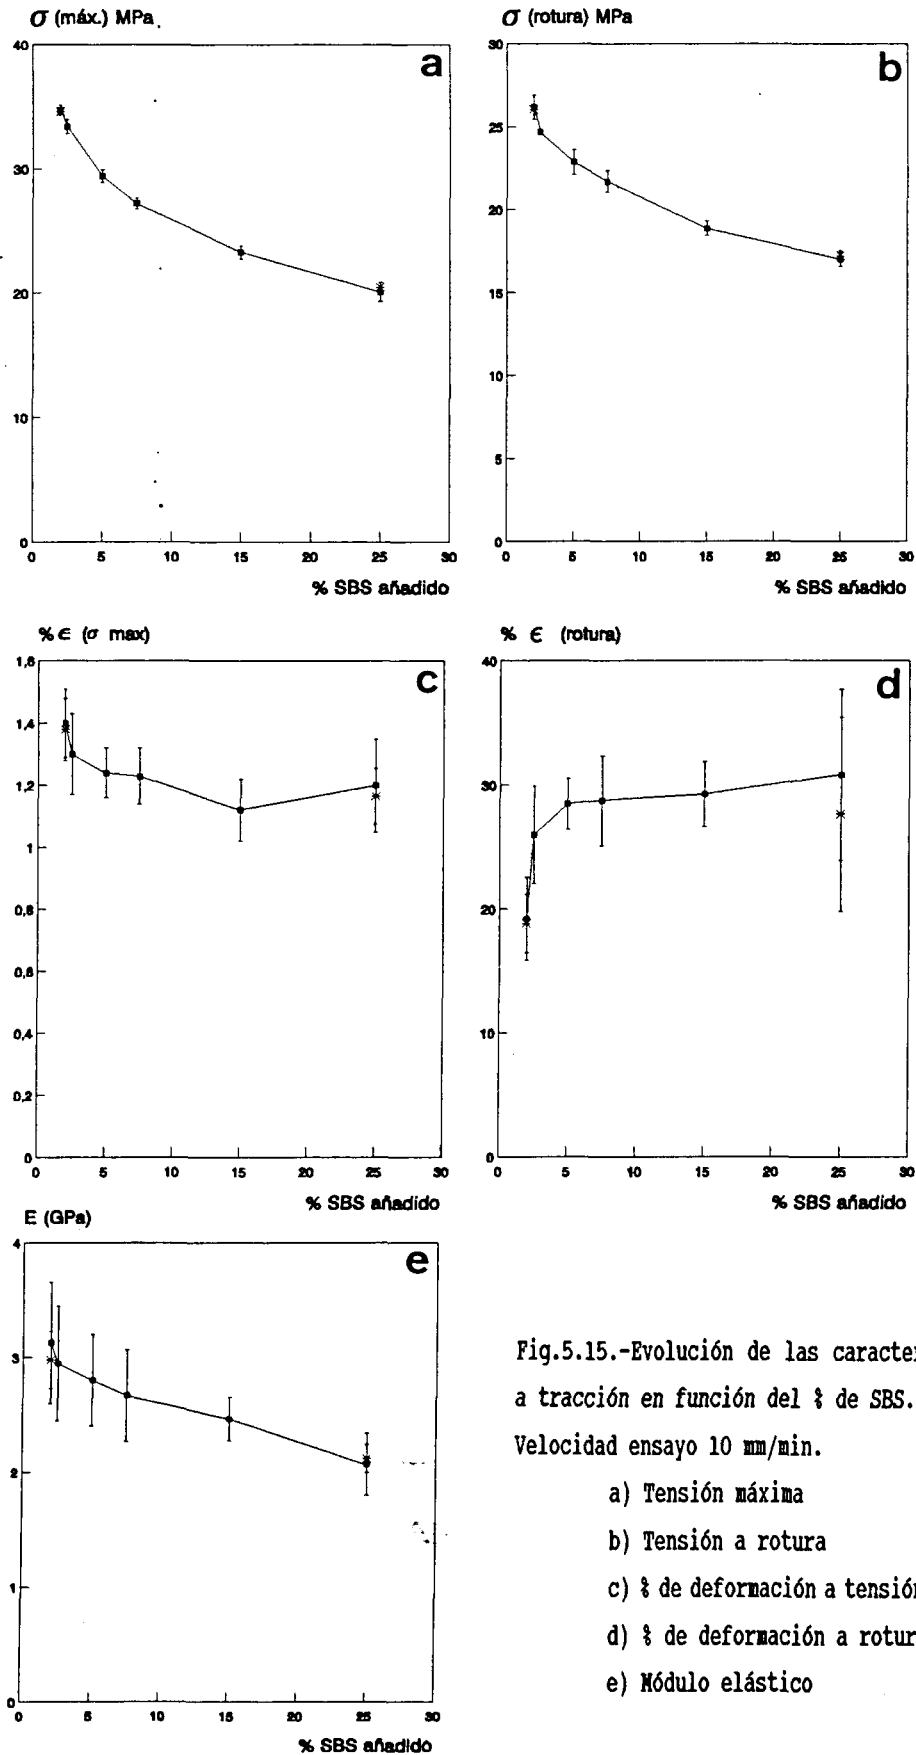 σ (máx.) MPa
a
40
30
20
10
0
0 5 10 15 20 25 30
% SBS añadido
σ (rotura) MPa
b
30
25
20
15
10
5
0
0 5 10 15 20 25 30
% SBS añadido
% ϵ (σ max)
c
1,6
1,4
1,2
1
0,8
0,6
0,4
0,2
0
0 5 10 15 20 25 30
% SBS añadido
% ϵ (rotura)
d
40
30
20
10
0
0 5 10 15 20 25 30
% SBS añadido
E (GPa)
e
4
3
2
1
0
0 5 10 15 20 25 30
% SBS añadido
Fig.5.15.-Evolución de las caracte
a tracción en función del % de SBS.
Velocidad ensayo 10 mm/min.
a) Tensión máxima
b) Tensión a rotura
c) % de deformación a tensión
d) % de deformación a rotur
e) Módulo elástico